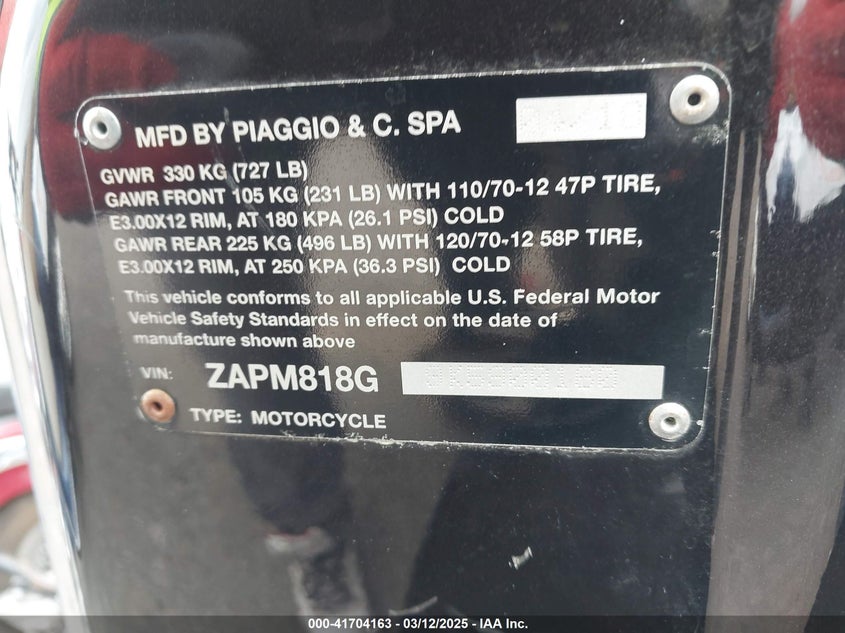 MFD BY PIAGGIO & C. SPA
GVWR 330 KG (727 LB)
GAWR FRONT 105 KG (231 LB) WITH 110/70-12 47P TIRE,
E3.00X12 RIM, AT 180 KPA (26.1 PSI) COLD
GAWR REAR 225 KG (496 LB) WITH 120/70-12 58P TIRE,
E3.00X12 RIM, AT 250 KPA (36.3 PSI) COLD
This vehicle conforms to all applicable U.S. Federal Motor
Vehicle Safety Standards in effect on the date of
manufacture shown above
VIN: ZAPM818G
TYPE: MOTORCYCLE
000-41704163 - 03/12/2025 - IAA Inc.